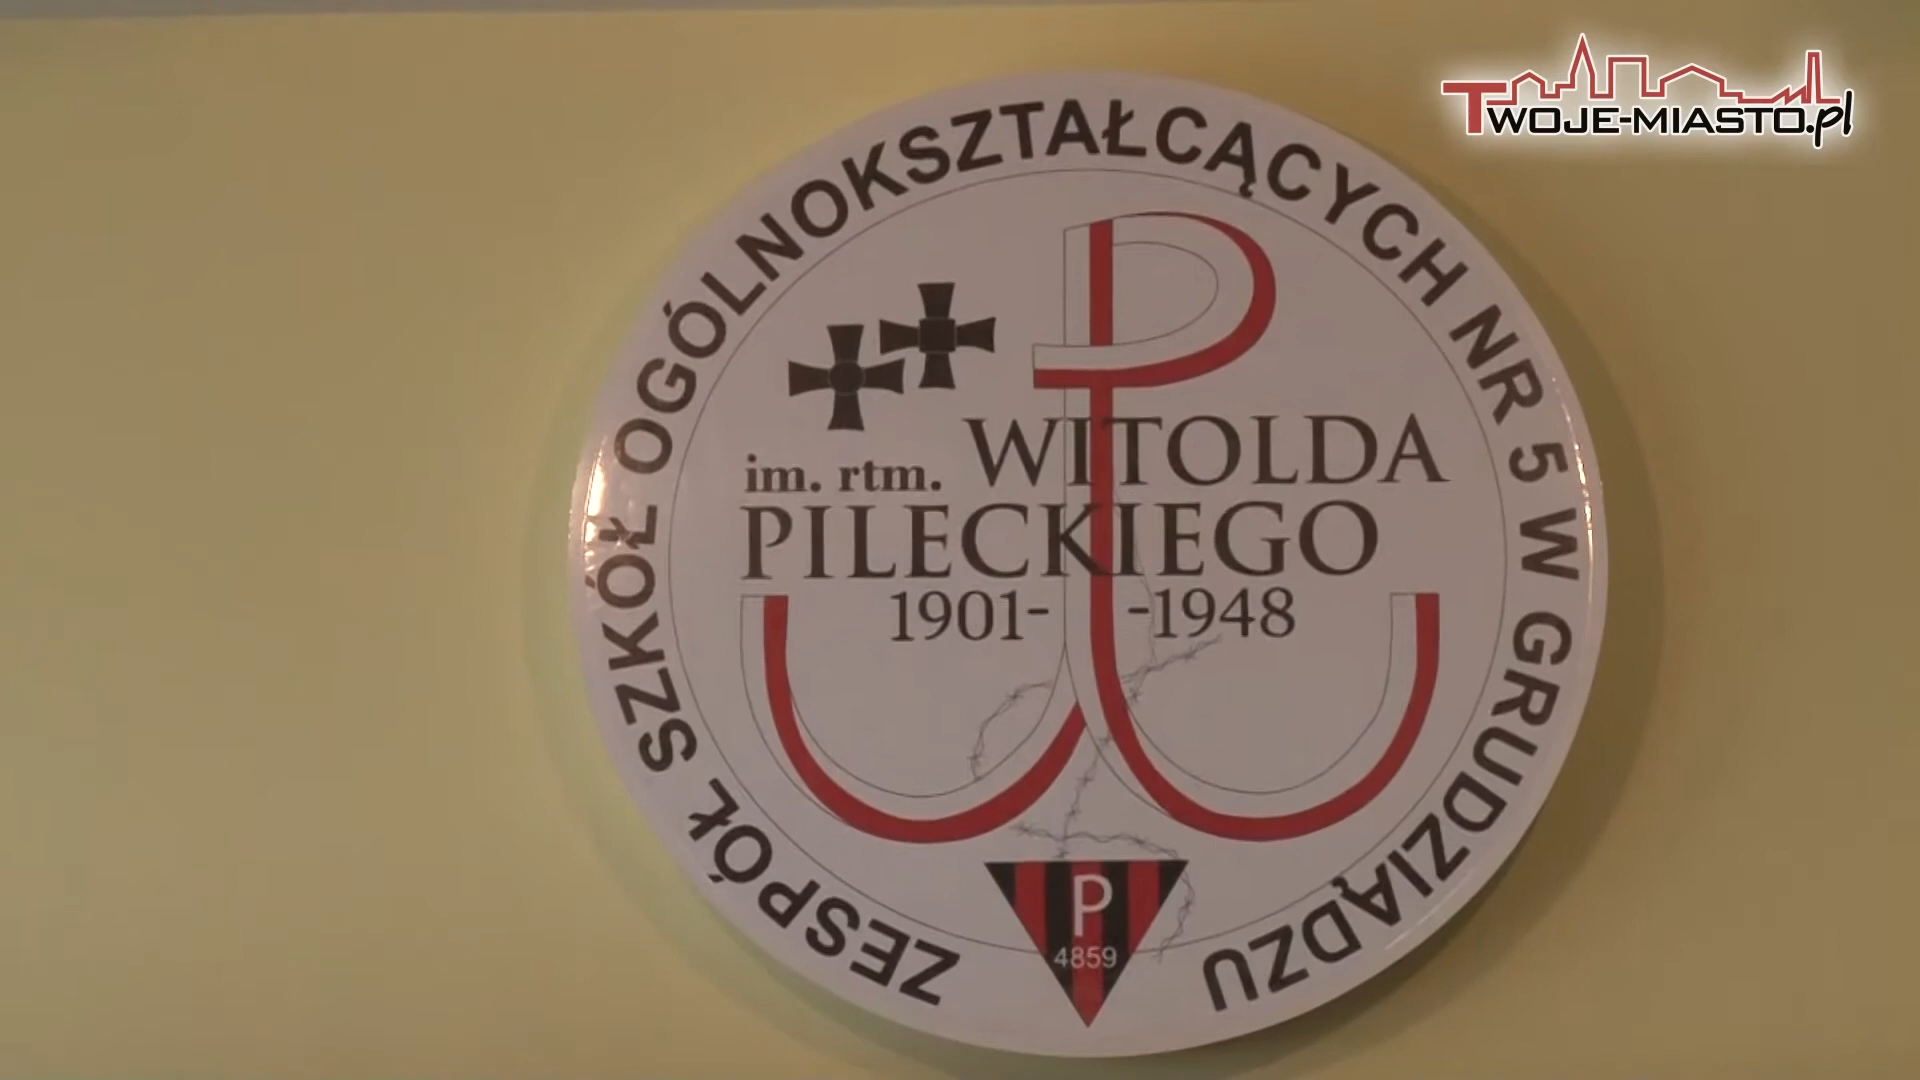 TWOJE-MIASTO.pl
ZESPÓŁ SZKÓŁ OGÓLNOKSZTAŁCĄCYCH NR 5 W GRUDZIĄDZU
im. rtm. WITOLDA
PILECKIEGO
1901- -1948
P
4859